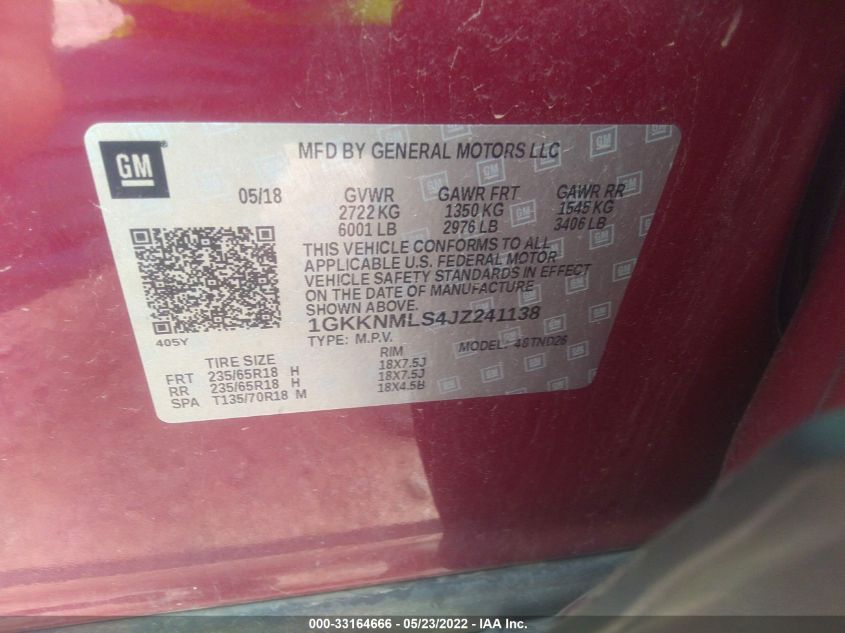 GM
MFD BY GENERAL MOTORS LLC
05/18 GVWR GAWR FRT GAWR RR
2722 KG 1350 KG 1545 KG
6001 LB 2976 LB 3406 LB
THIS VEHICLE CONFORMS TO ALL
APPLICABLE U.S. FEDERAL MOTOR
VEHICLE SAFETY STANDARDS IN EFFECT
ON THE DATE OF MANUFACTURE
SHOWN ABOVE.
1GKKNMLS4JZ241138
405Y TYPE: M.P.V. MODEL: 48TND26
TIRE SIZE RIM
FRT 235/65R18 H 18X7.5J
RR 235/65R18 H 18X7.5J
SPA T135/70R18 M 18X4.5B
000-33164666 - 05/23/2022 - IAA Inc.